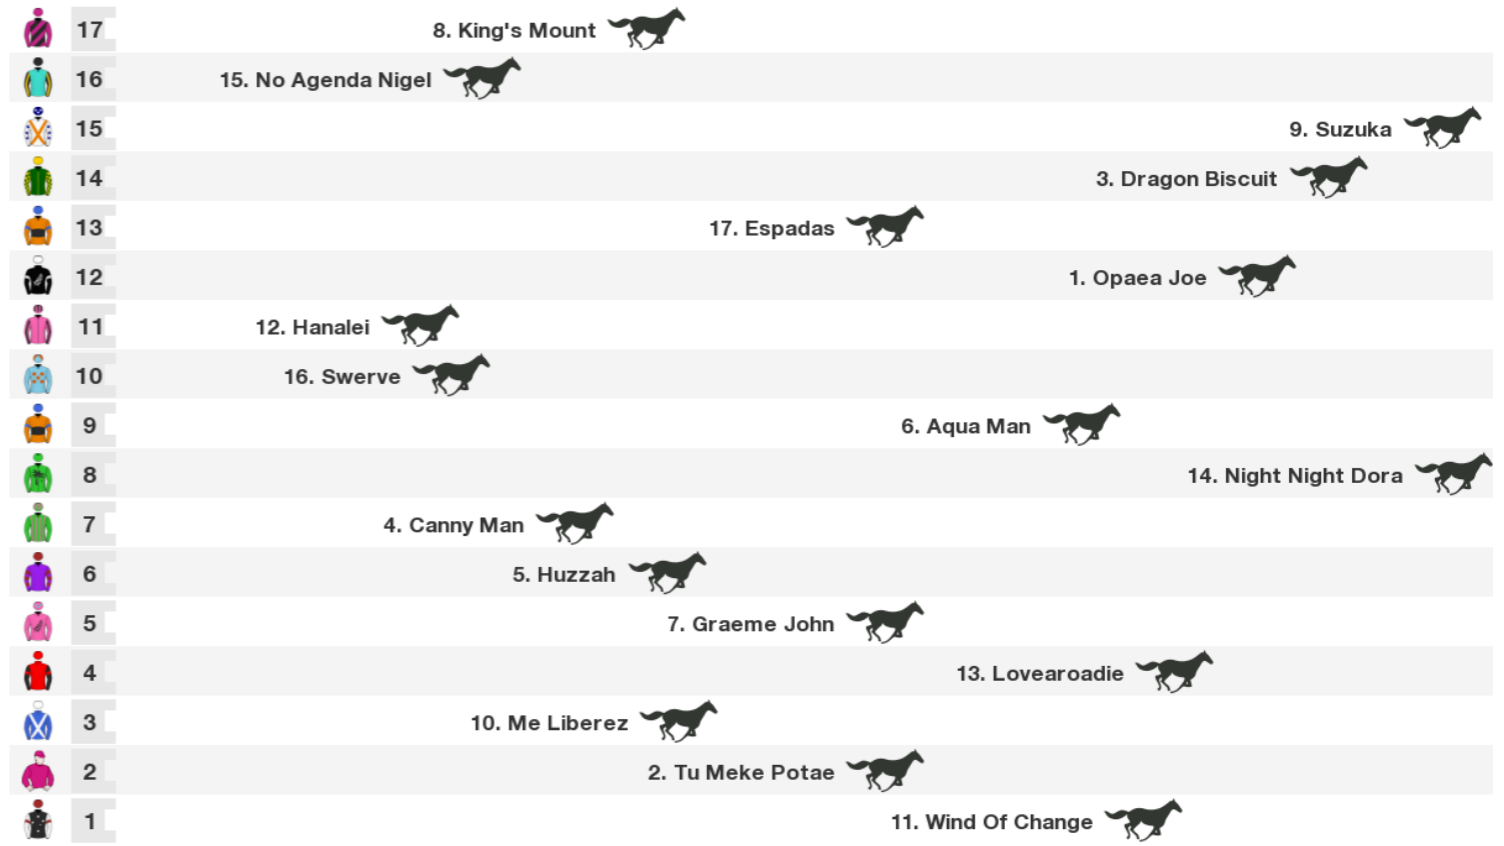 17 8. King's Mount
16 15. No Agenda Nigel
15 9. Suzuka
14 3. Dragon Biscuit
13 17. Espadas
12 1. Opaea Joe
11 12. Hanalei
10 16. Swerve
9 6. Aqua Man
8 14. Night Night Dora
7 4. Canny Man
6 5. Huzzah
5 7. Graeme John
4 13. Lovearoadie
3 10. Me Liberez
2 2. Tu Meke Potae
1 11. Wind Of Change